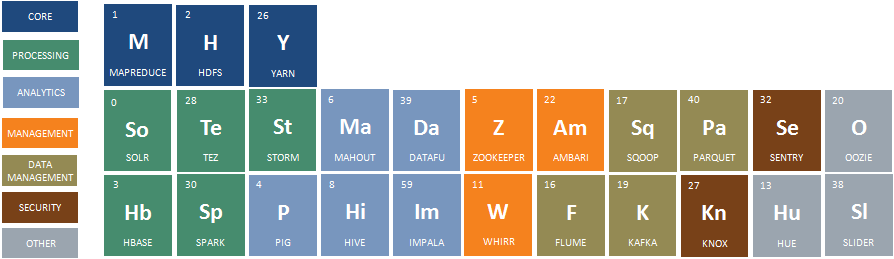 CORE
PROCESSING
ANALYTICS
MANAGEMENT
DATA
MANAGEMENT
SECURITY
OTHER
1 2 26
M H Y
MAPREDUCE HDFS YARN
0 28 33 6 39 5 22 17 40 32 20
So Te St Ma Da Z Am Sq Pa Se O
SOLR TEZ STORM MAHOUT DATAFU ZOOKEEPER AMBARI SQOOP PARQUET SENTRY OOZIE
3 30 4 8 59 11 16 19 27 13 38
Hb Sp P Hi Im W F K Kn Hu Sl
HBASE SPARK PIG HIVE IMPALA WHIRR FLUME KAFKA KNOX HUE SLIDER